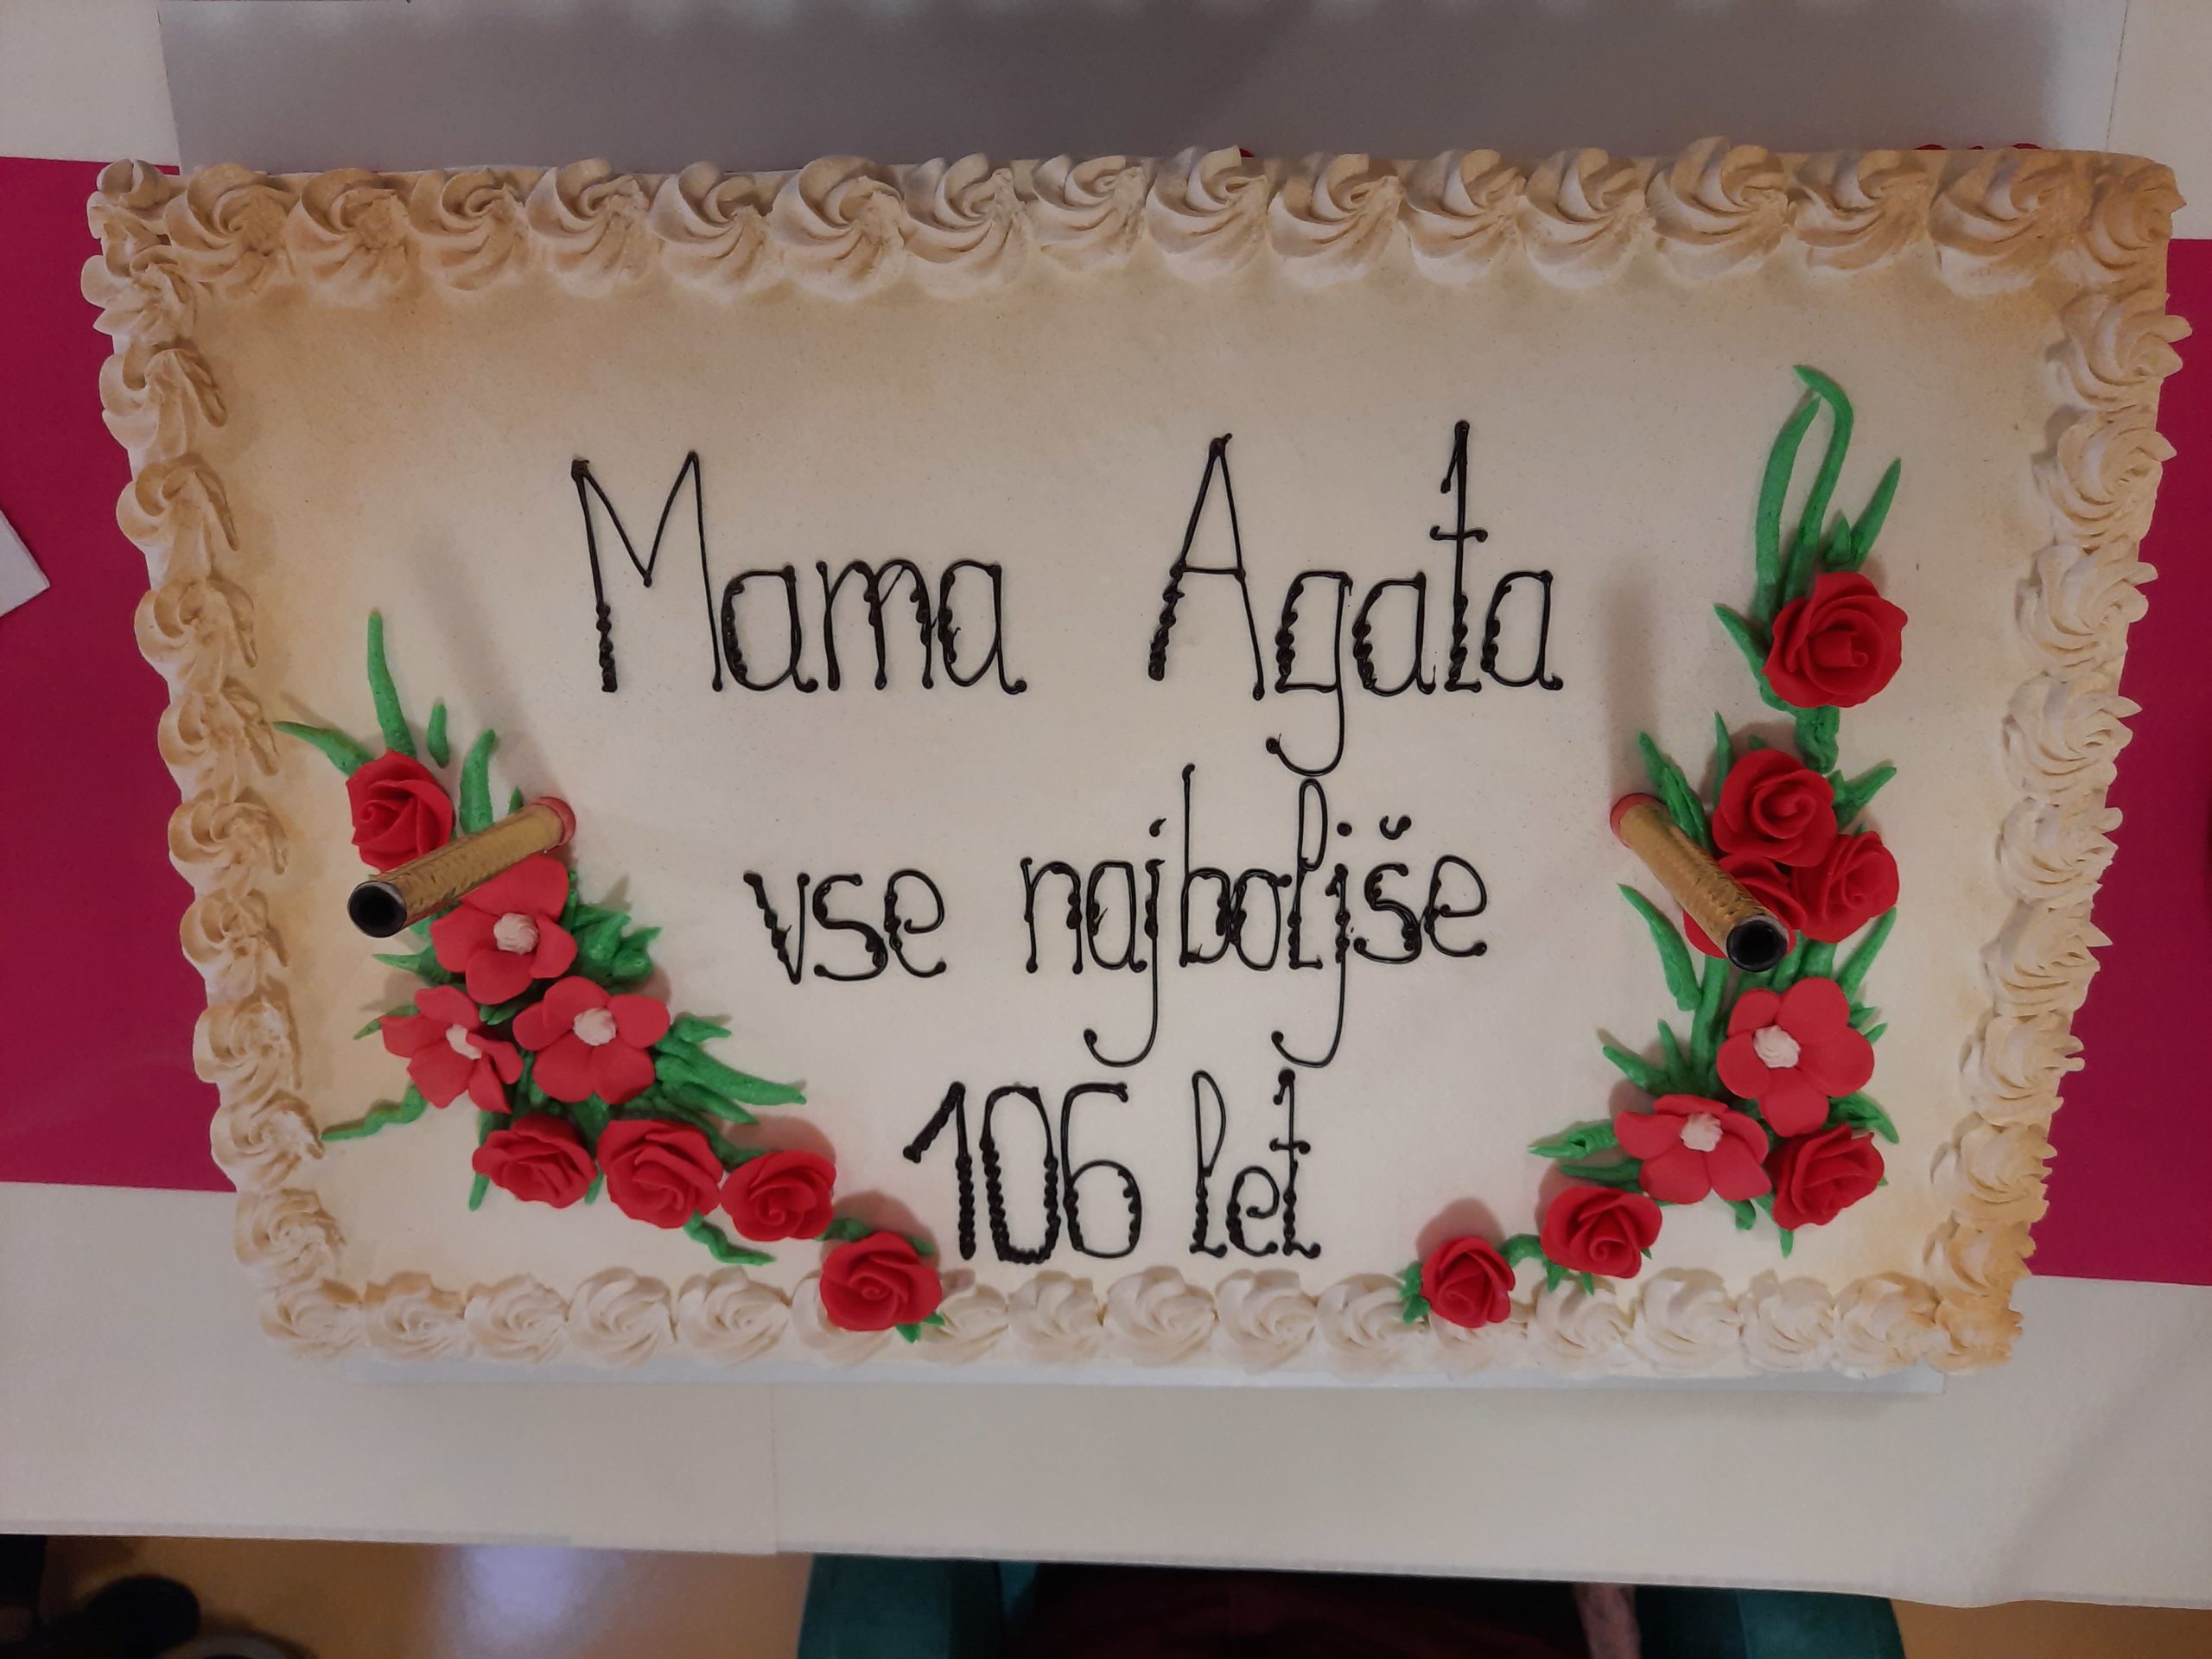 Mama Agata
vse najboljše
106 let